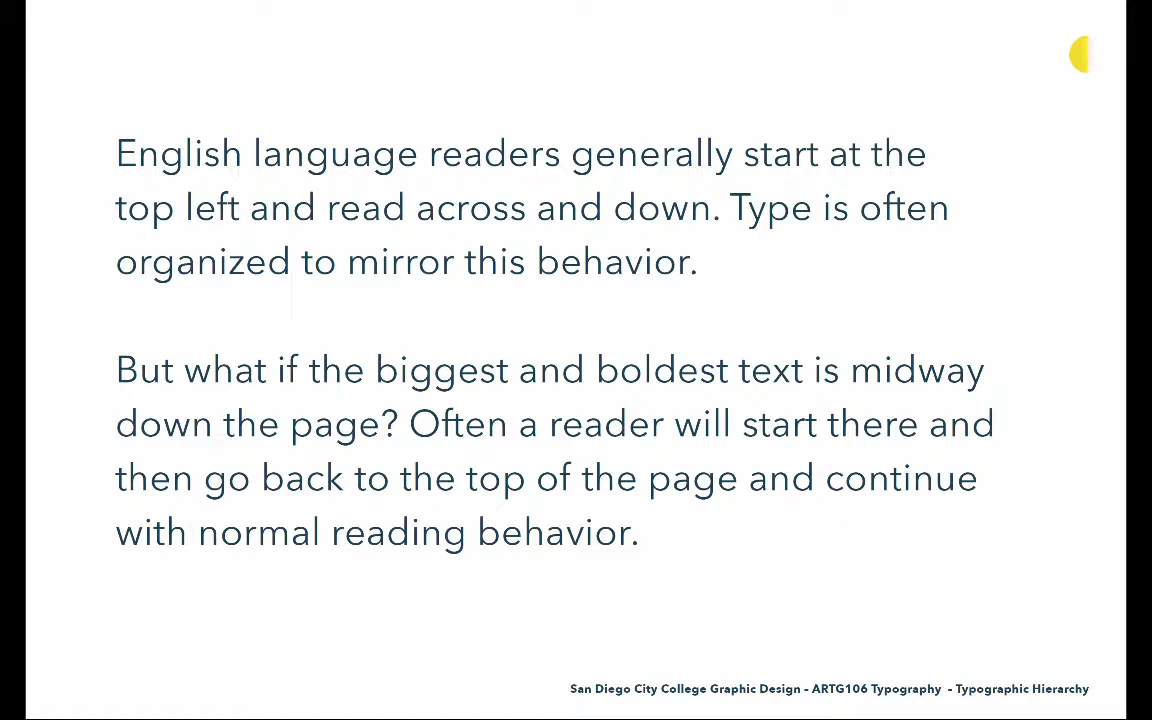 English language readers generally start at the
top left and read across and down. Type is often
organized to mirror this behavior.
But what if the biggest and boldest text is midway
down the page? Often a reader will start there and
then go back to the top of the page and continue
with normal reading behavior.
San Diego City College Graphic Design – ARTG106 Typography – Typographic Hierarchy